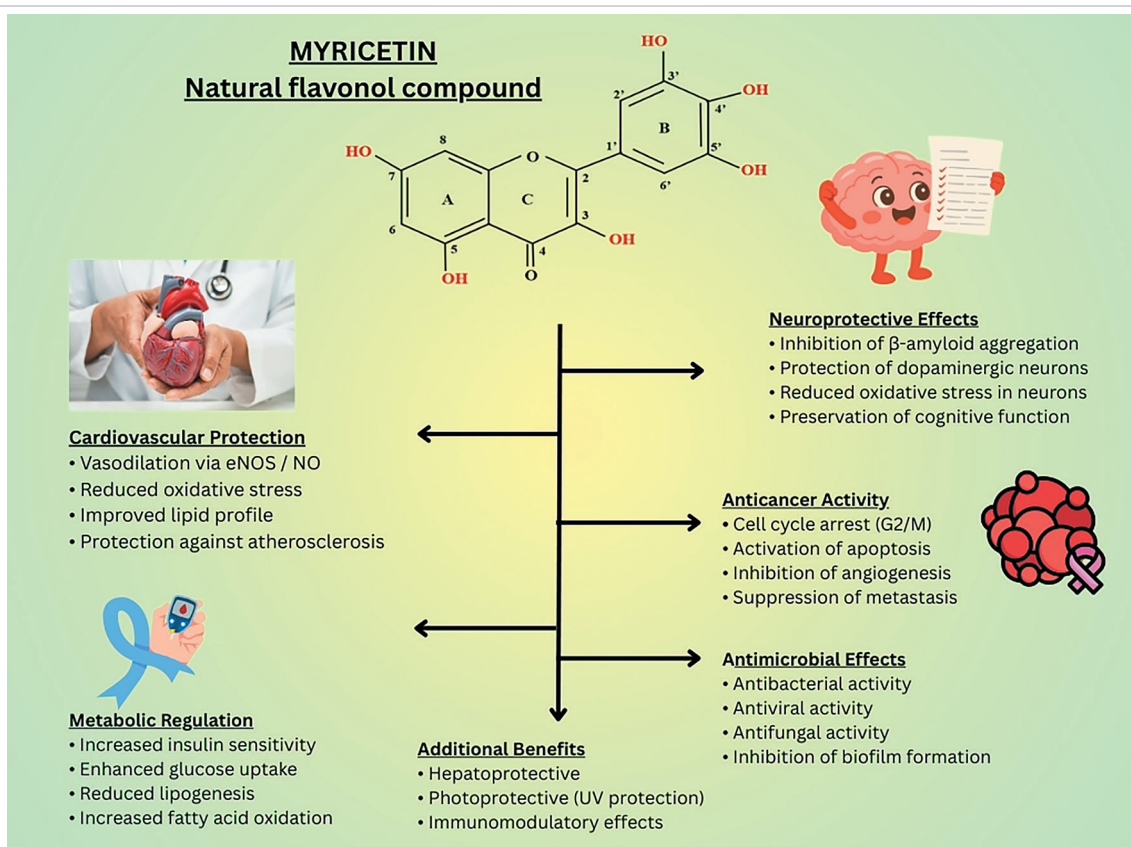 MYRICETIN
Natural flavonol compound
HO
3'
2'
OH
4'
B
8
HO
O
1'
5'
7
2
6'
OH
A
C
6
3
5
4
OH
OH
O
Neuroprotective Effects
• Inhibition of β-amyloid aggregation
• Protection of dopaminergic neurons
• Reduced oxidative stress in neurons
• Preservation of cognitive function
Cardiovascular Protection
• Vasodilation via eNOS / NO
• Reduced oxidative stress
• Improved lipid profile
• Protection against atherosclerosis
Anticancer Activity
• Cell cycle arrest (G2/M)
• Activation of apoptosis
• Inhibition of angiogenesis
• Suppression of metastasis
Antimicrobial Effects
• Antibacterial activity
• Antiviral activity
• Antifungal activity
• Inhibition of biofilm formation
Metabolic Regulation
• Increased insulin sensitivity
• Enhanced glucose uptake
• Reduced lipogenesis
• Increased fatty acid oxidation
Additional Benefits
• Hepatoprotective
• Photoprotective (UV protection)
• Immunomodulatory effects